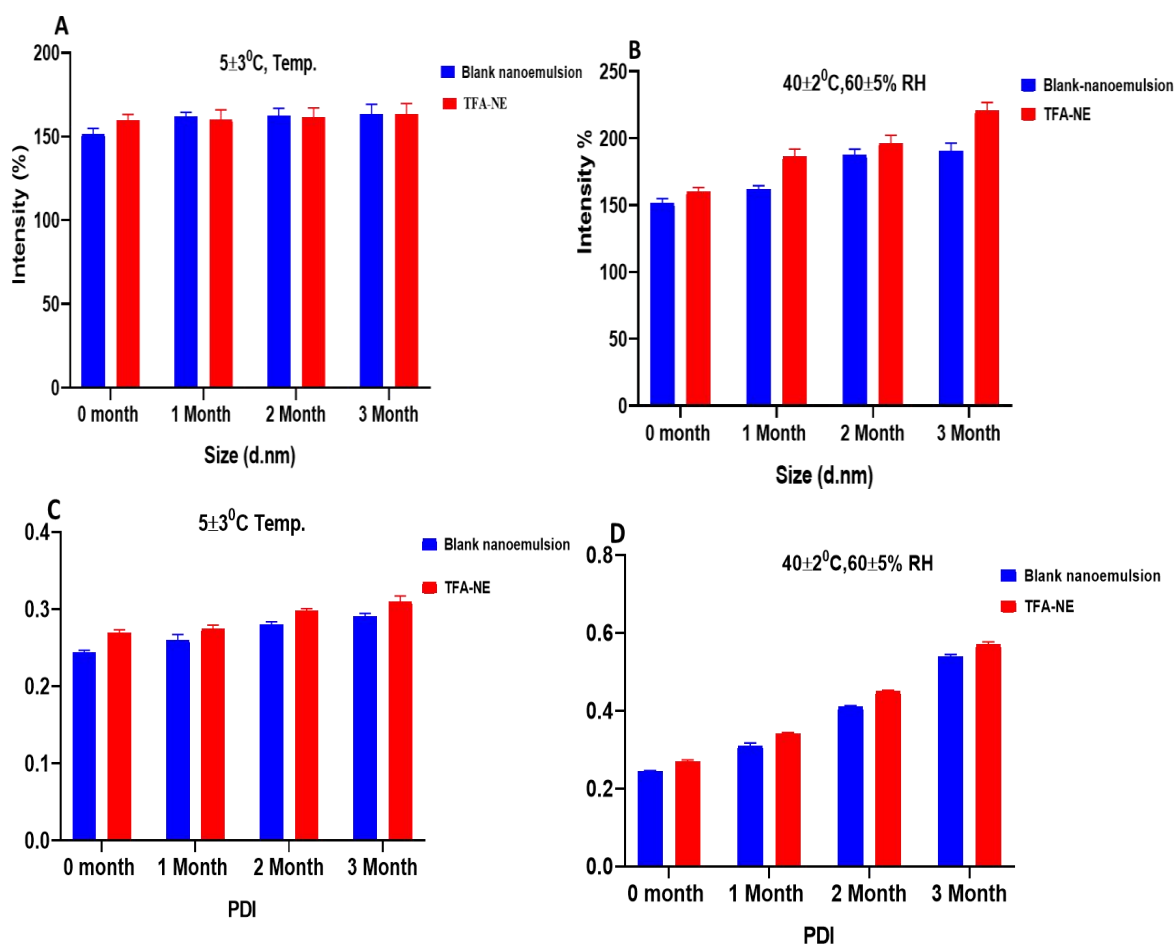 A
5±3⁰C, Temp.
Blank nanoemulsion
TFA-NE
Intensity (%)
200
150
100
50
0
0 month 1 Month 2 Month 3 Month
Size (d.nm)
B
40±2⁰C,60±5% RH
Blank-nanoemulsion
TFA-NE
Intensity %
250
200
150
100
50
0
0 month 1 Month 2 Month 3 Month
Size (d.nm)
C
5±3⁰C Temp.
Blank nanoemulsion
TFA-NE
0.4
0.3
0.2
0.1
0.0
0 month 1 Month 2 Month 3 Month
PDI
D
40±2⁰C,60±5% RH
Blank nanoemulsion
TFA-NE
0.8
0.6
0.4
0.2
0.0
0 month 1 Month 2 Month 3 Month
PDI